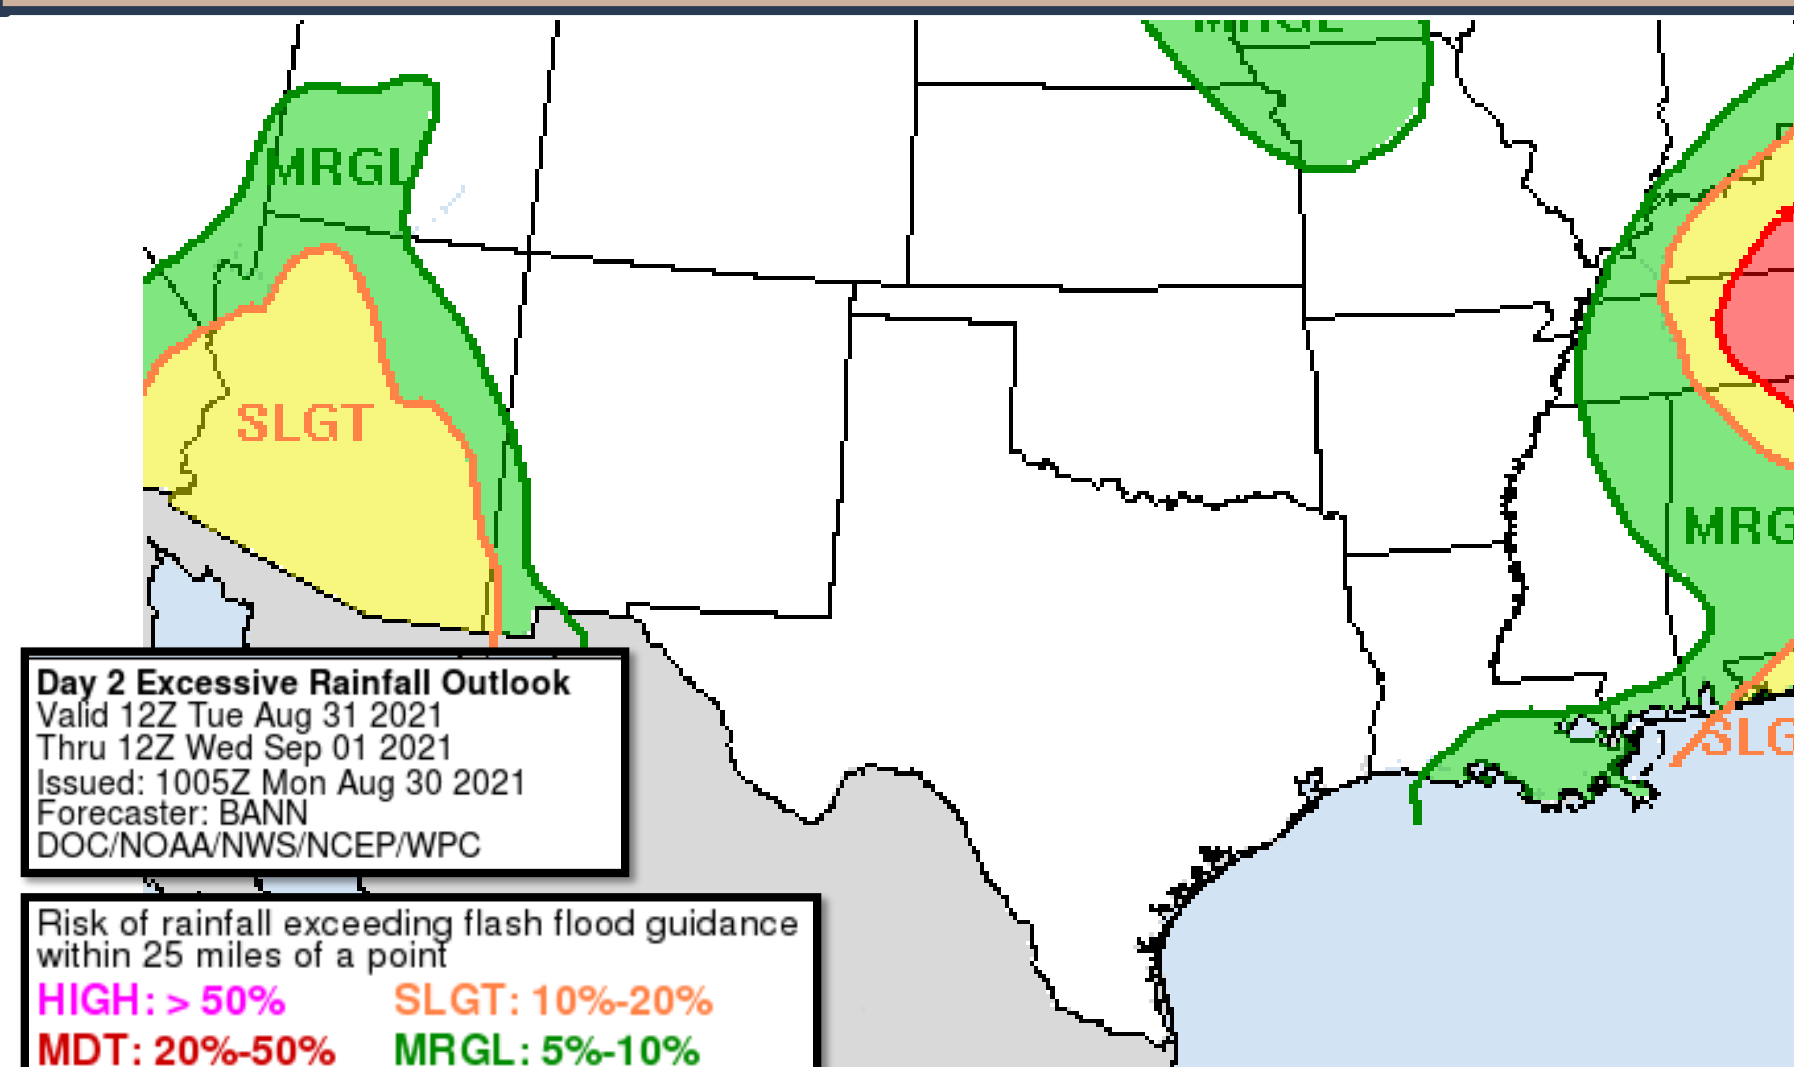 MRGL
MRGL
SLGT
MRG
SLG
Day 2 Excessive Rainfall Outlook
Valid 12Z Tue Aug 31 2021
Thru 12Z Wed Sep 01 2021
Issued: 1005Z Mon Aug 30 2021
Forecaster: BANN
DOC/NOAA/NWS/NCEP/WPC
Risk of rainfall exceeding flash flood guidance
within 25 miles of a point
HIGH: > 50% SLGT: 10%-20%
MDT: 20%-50% MRGL: 5%-10%